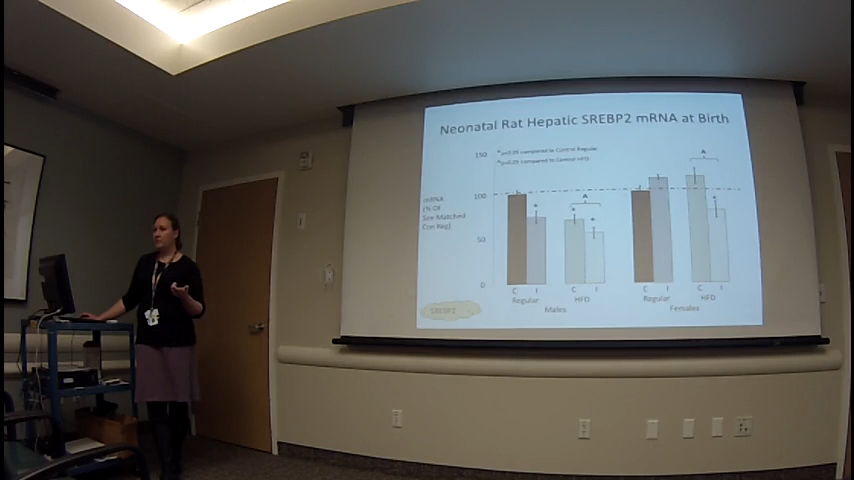 Neonatal Rat Hepatic SREBP2 mRNA at Birth
*p<0.05 compared to Control Regular
^p<0.05 compared to Control HFD
150
100
50
0
mRNA
(% Of
Sex-Matched
Con Reg)
* * * A * A *
C I C I C I C I
Regular HFD Regular HFD
Males Females
SREBP2